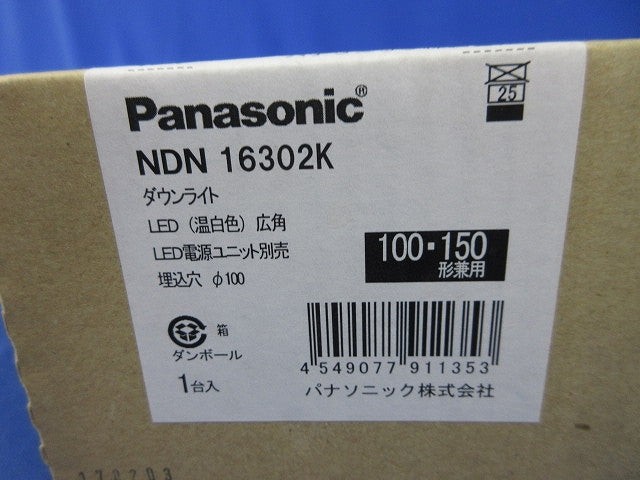 Panasonic®
NDN 16302K
25
ダウンライト
LED（温白色）広角
LED電源ユニット別売
埋込穴 φ100
100・150
形兼用
箱
ダンボール
1台入
4 549077 911353
パナソニック株式会社